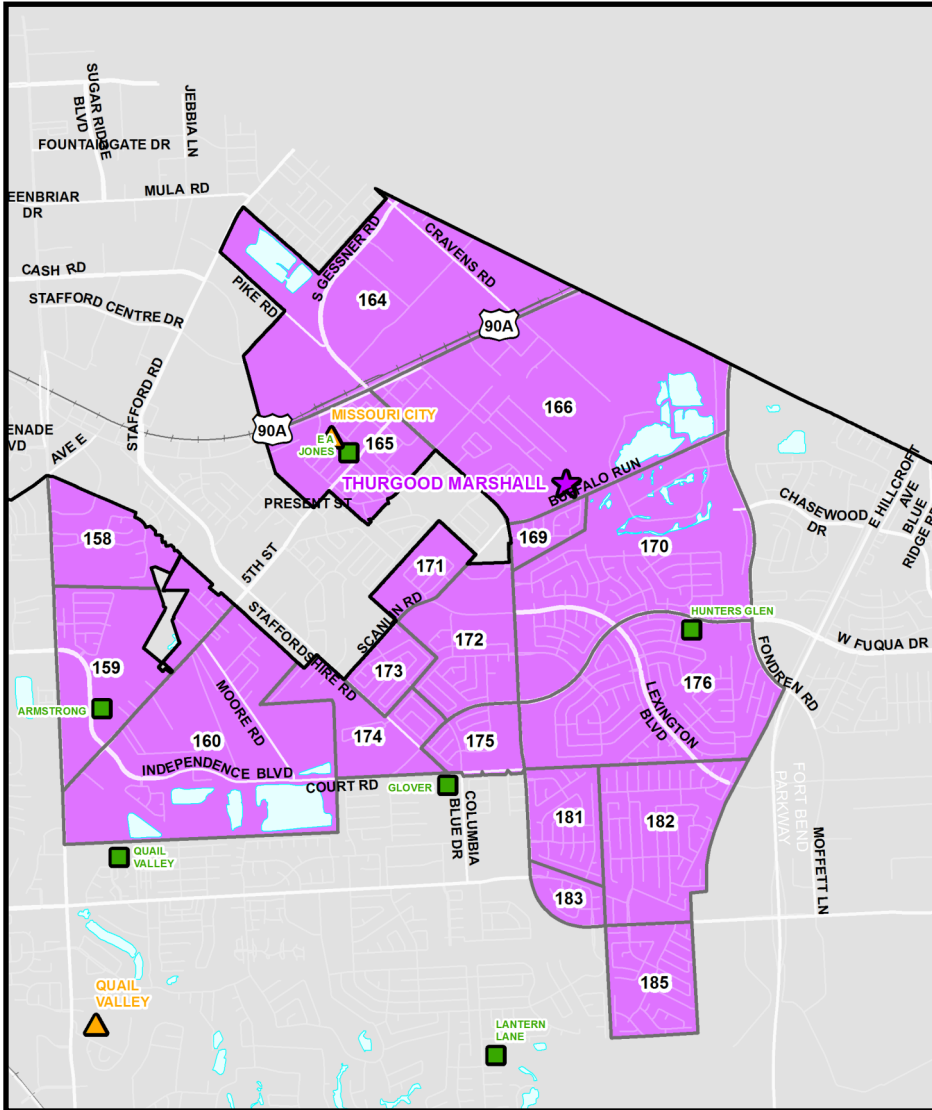 SUGAR RIDGE
BLVD
JEBBIA LN
FOUNTAINGATE DR
EENBRIAR
DR
MULA RD
CASH RD
STAFFORD CENTRE DR
PIKE RD
S GESSNER RD
CRAVENS RD
164
90A
STAFFORD RD
ENADE
VD
AVE E
90A
MISSOURI CITY
E A
JONES
165
166
THURGOOD MARSHALL
BUFFALO RUN
PRESENT ST
CHASEWOOD
DR
E HILLCROFT
AVE
BLUE
RIDGE RD
158
169
170
5TH ST
171
SCANLIN RD
STAFFORDSHIRE RD
HUNTERS GLEN
W FUQUA DR
172
173
159
ARMSTRONG
MOORE RD
176
FONDREN RD
LEXINGTON
BLVD
160
174
175
INDEPENDENCE BLVD
COURT RD
GLOVER
COLUMBIA
BLUE DR
FORT BEND
PARKWAY
181
182
MOFFETT LN
QUAIL
VALLEY
183
185
QUAIL
VALLEY
LANTERN
LANE